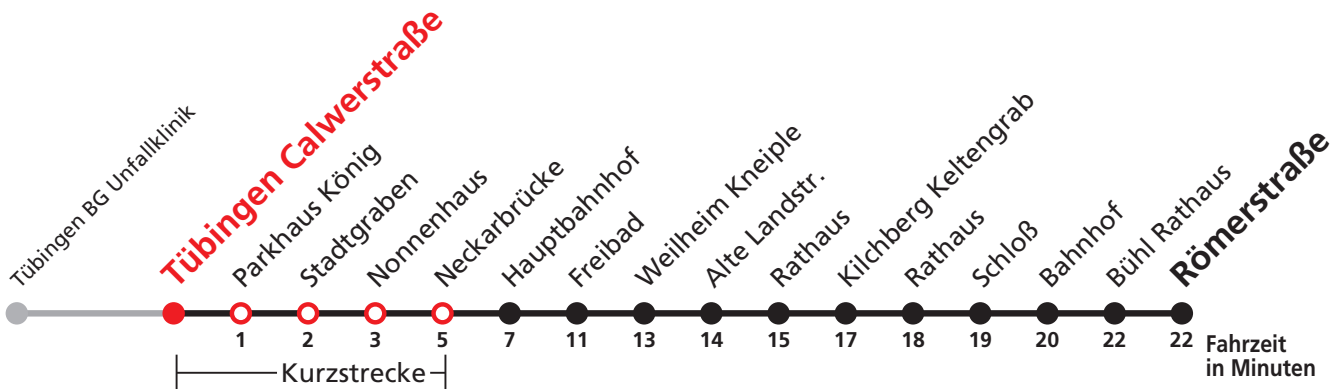 Tübingen BG Unfallklinik
Tübingen Calwerstraße
Parkhaus König
Stadtgraben
Nonnenhaus
Neckarbrücke
Hauptbahnhof
Freibad
Weilheim Kneiple
Alte Landstr.
Rathaus
Kilchberg Keltengrab
Rathaus
Schloß
Bahnhof
Bühl Rathaus
Römerstraße
1 2 3 5 7 11 13 14 15 17 18 19 20 22 22 Fahrzeit
in Minuten
Kurzstrecke